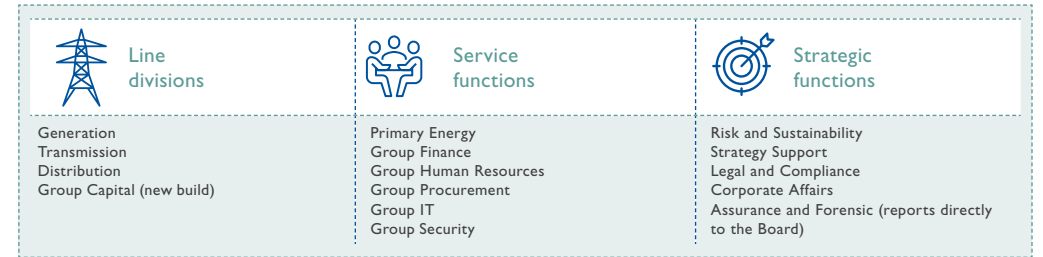 Line
divisions
Generation
Transmission
Distribution
Group Capital (new build)
Service
functions
Primary Energy
Group Finance
Group Human Resources
Group Procurement
Group IT
Group Security
Strategic
functions
Risk and Sustainability
Strategy Support
Legal and Compliance
Corporate Affairs
Assurance and Forensic (reports directly
to the Board)